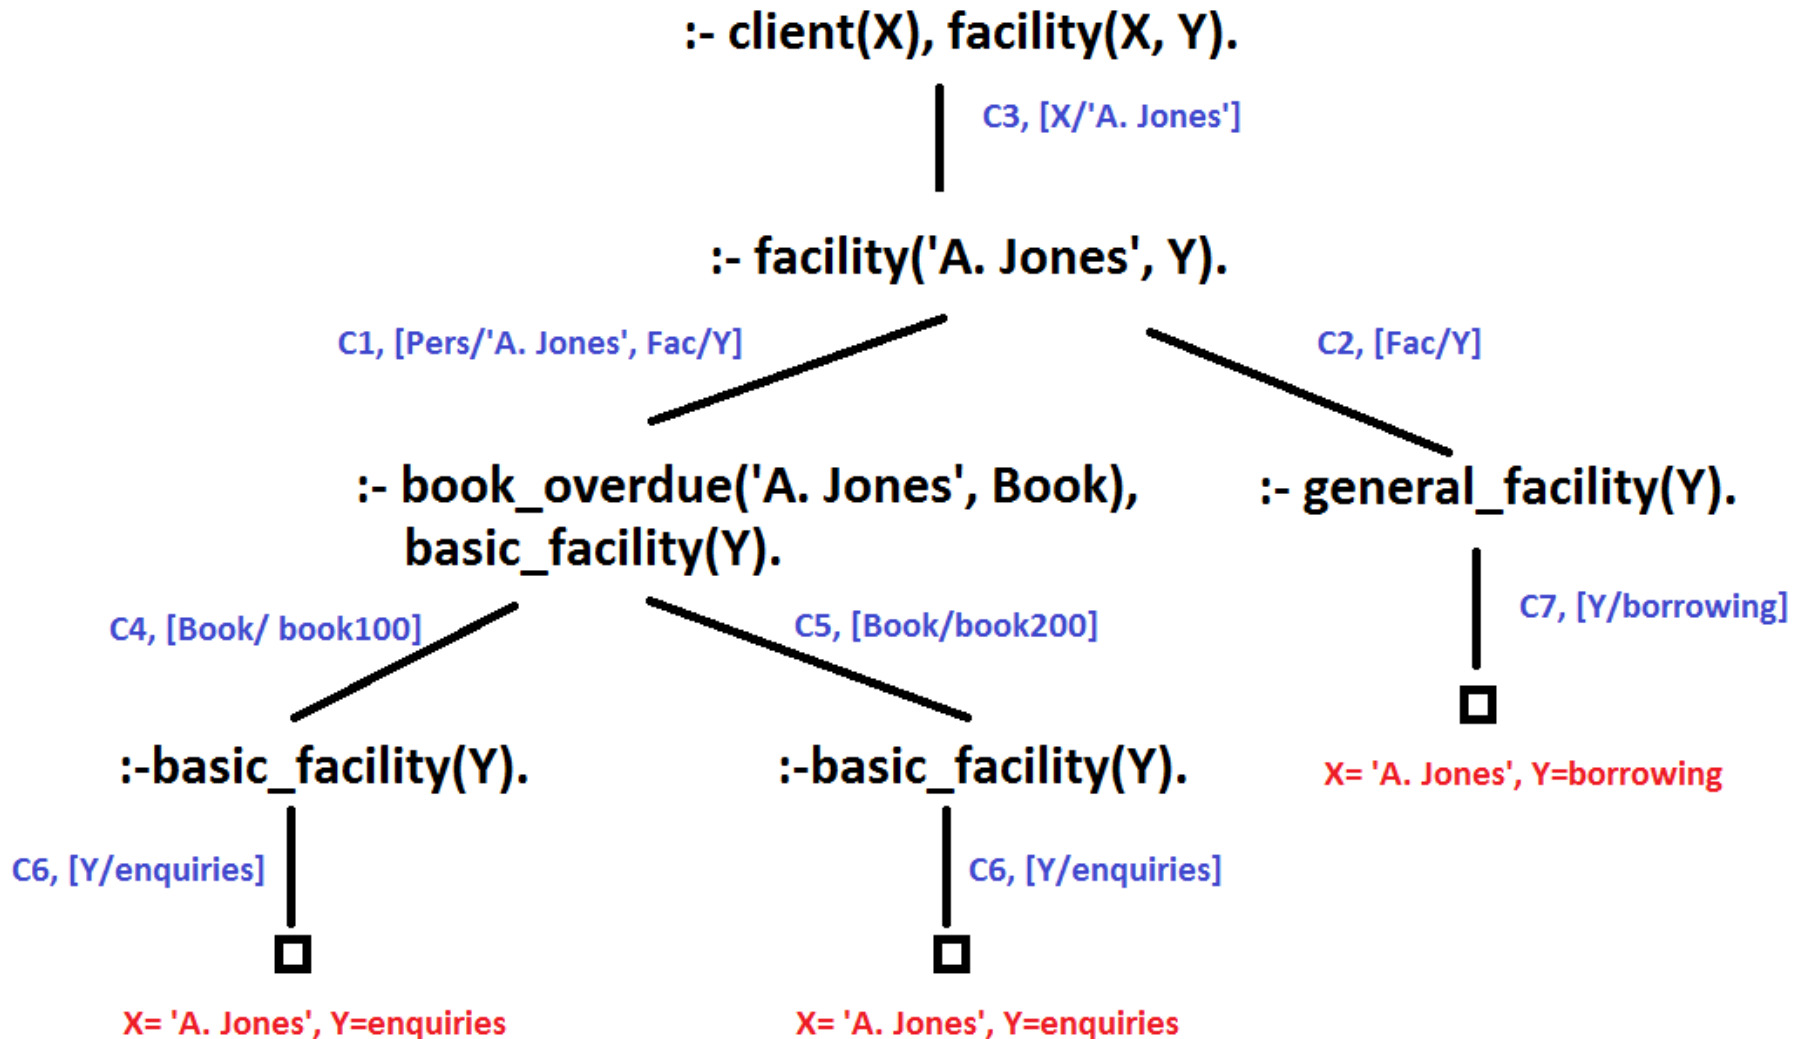 :- client(X), facility(X, Y).
C3, [X/'A. Jones']
:- facility('A. Jones', Y).
C1, [Pers/'A. Jones', Fac/Y]
C2, [Fac/Y]
:- book_overdue('A. Jones', Book),
basic_facility(Y).
:- general_facility(Y).
C4, [Book/ book100]
C5, [Book/book200]
C7, [Y/borrowing]
:-basic_facility(Y).
:-basic_facility(Y).
X= 'A. Jones', Y=borrowing
C6, [Y/enquiries]
C6, [Y/enquiries]
X= 'A. Jones', Y=enquiries
X= 'A. Jones', Y=enquiries